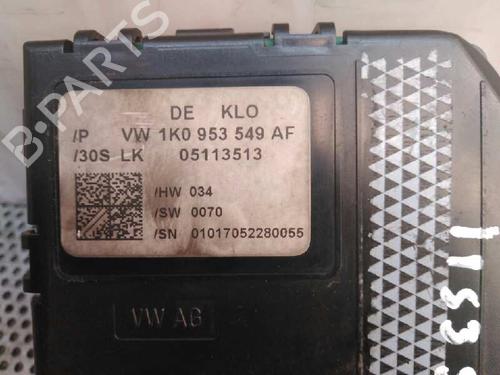 DE KLO
/P VW 1K0 953 549 AF
/30S LK 05113513
/HW 034
/SW 0070
/SN 01017052280055
VW AG
B-PARTS